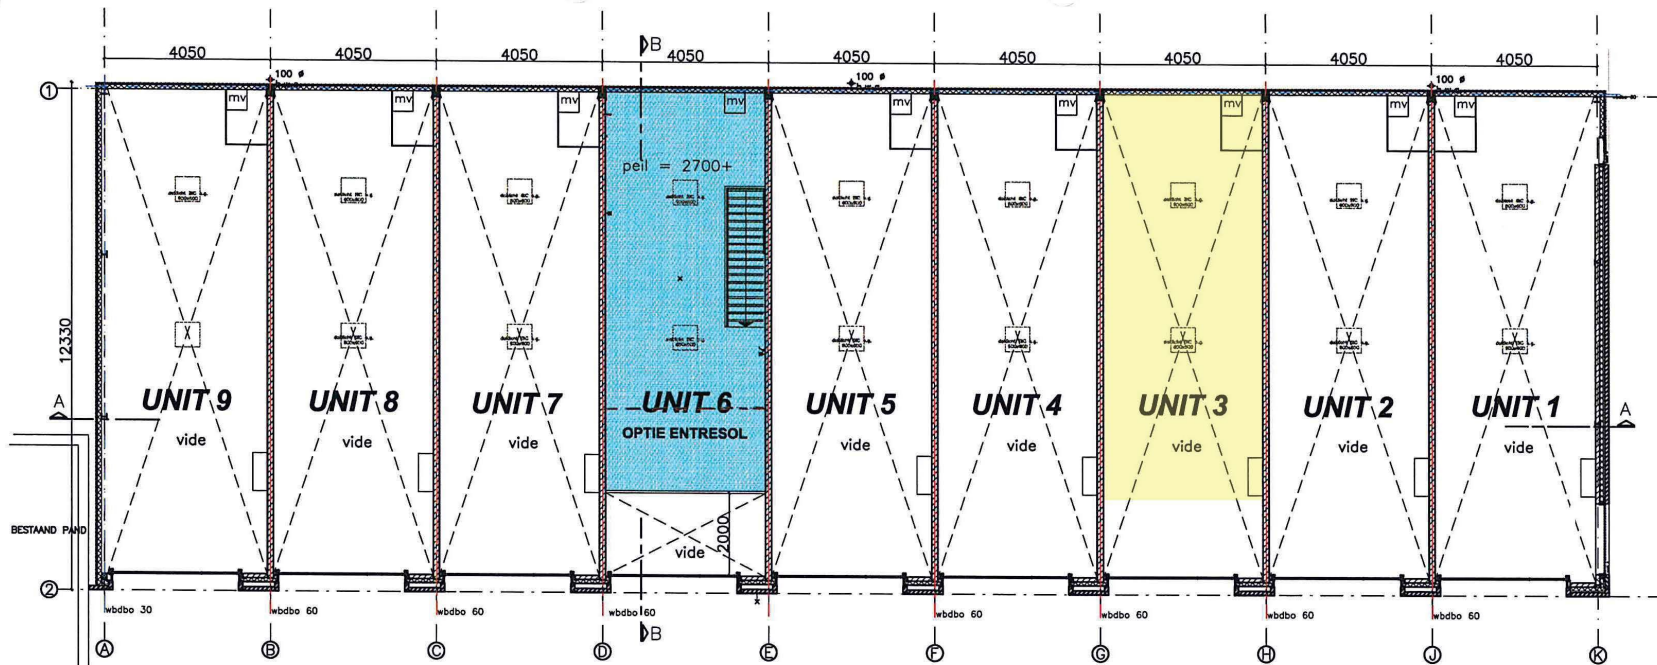 4050 4050 4050 4050 4050 4050 4050 4050 4050
B
100 ø 100 ø 100 ø
1
mv mv mv mv mv mv mv mv mv
peil = 2700+
12330
UNIT 9 UNIT 8 UNIT 7 UNIT 6 UNIT 5 UNIT 4 UNIT 3 UNIT 2 UNIT 1
A A
OPTIE ENTRESOL
vide vide vide vide vide vide vide vide
BESTAAND PAND
2000
vide
2
wbdbo 30 wbdbo 60 wbdbo 60 wbdbo 60 wbdbo 60 wbdbo 60 wbdbo 60 wbdbo 60
B
A B C D E F G H J K